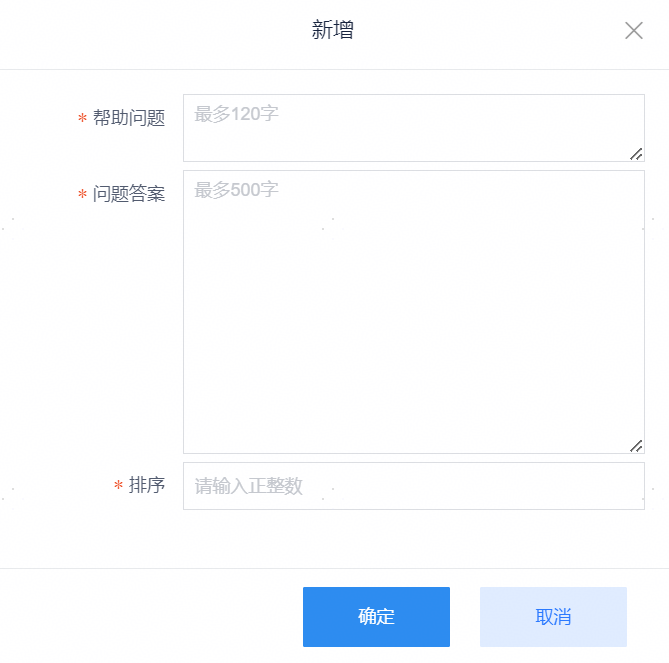 新增
* 帮助问题
最多120字
* 问题答案
最多500字
* 排序
请输入正整数
确定
取消